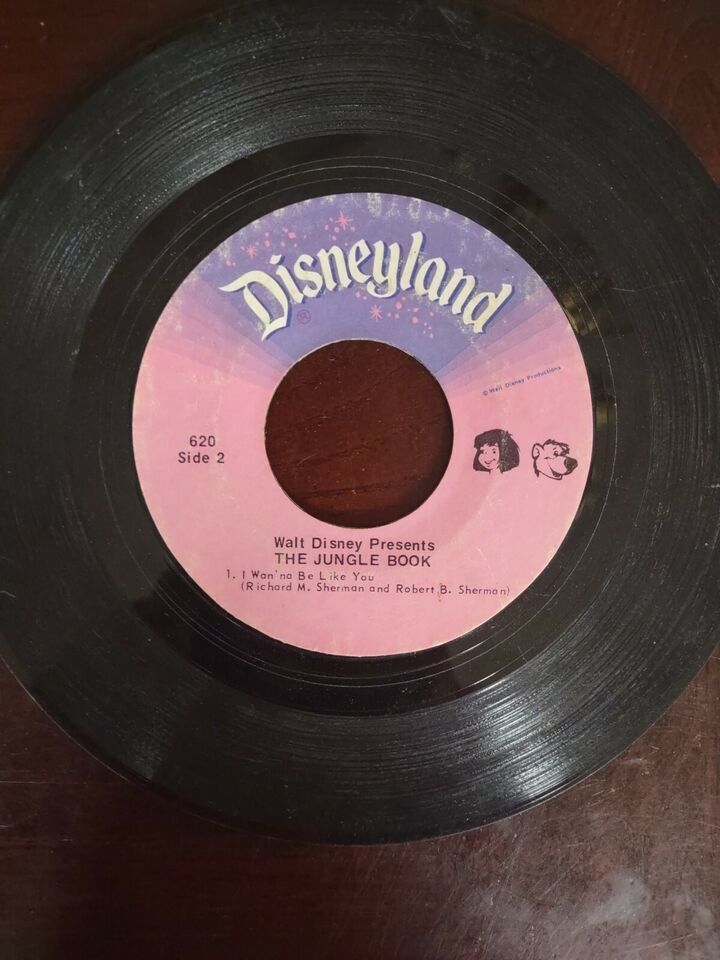 Disneyland
®
© Walt Disney Productions
620
Side 2
Walt Disney Presents
THE JUNGLE BOOK
1. I Wan'na Be Like You
(Richard M. Sherman and Robert B. Sherman)